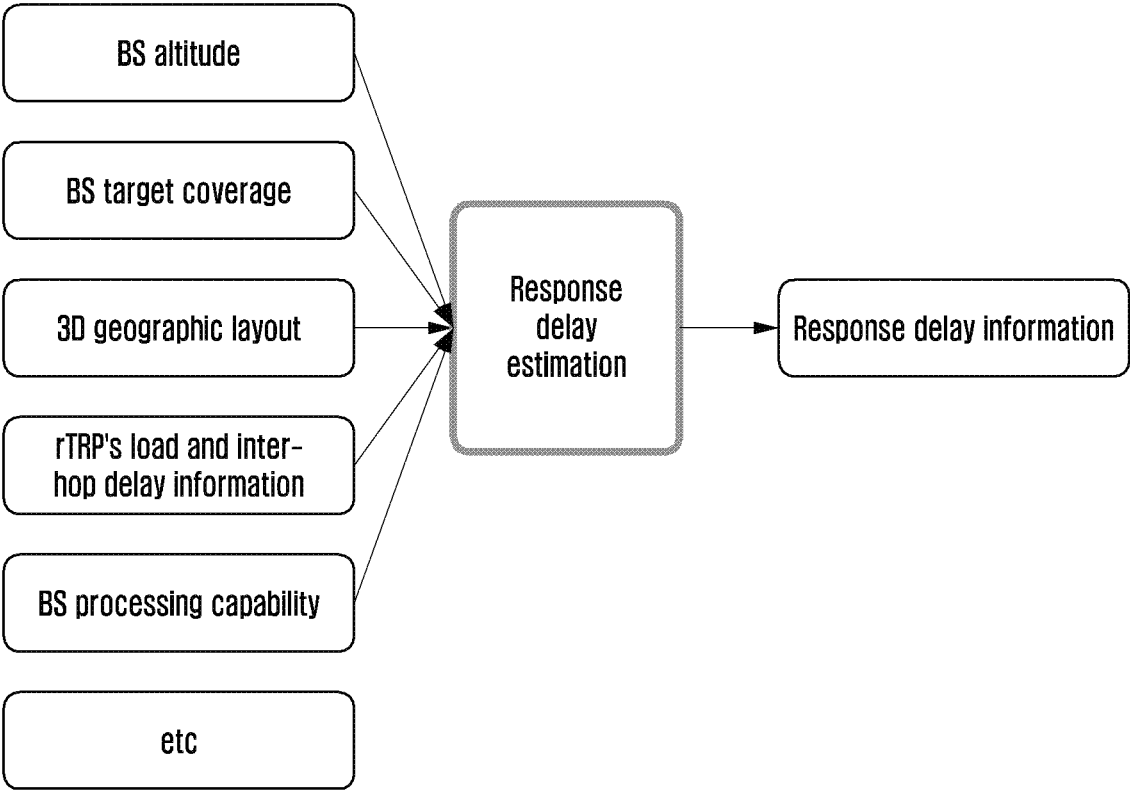 BS altitude
BS target coverage
3D geographic layout
rTRP's load and inter-
hop delay information
BS processing capability
etc
Response
delay
estimation
Response delay information